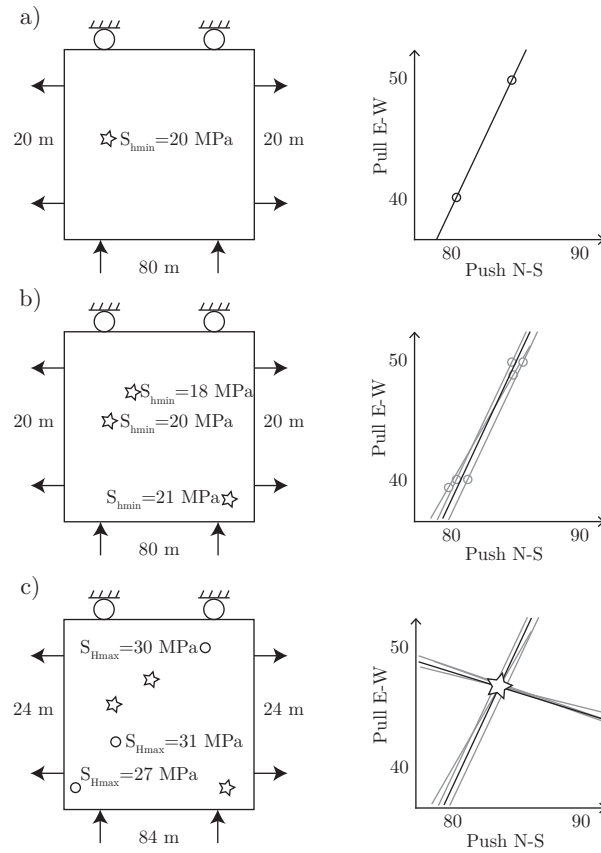 a)
S_hmin=20 MPa
20 m
20 m
80 m
50
40
Pull E-W
80
90
Push N-S
b)
S_hmin=18 MPa
S_hmin=20 MPa
20 m
20 m
S_hmin=21 MPa
80 m
50
40
Pull E-W
80
90
Push N-S
c)
S_Hmax=30 MPa
24 m
24 m
S_Hmax=31 MPa
S_Hmax=27 MPa
84 m
50
40
Pull E-W
80
90
Push N-S